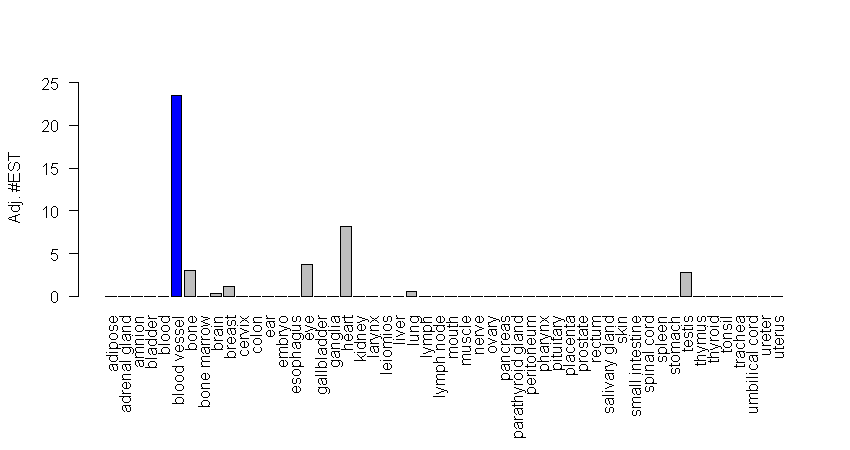 25
20
15
10
5
0
Adj. #EST
adipose
adrenal gland
amnion
bladder
blood
blood vessel
bone
bone marrow
brain
breast
cervix
colon
ear
embryo
esophagus
eye
gallbladder
ganglia
heart
kidney
larynx
leiomios
liver
lung
lymph
lymph node
mouth
muscle
nerve
ovary
pancreas
parathyroid gland
peritoneum
pharynx
pituitary
placenta
prostate
rectum
salivary gland
skin
small intestine
spinal cord
spleen
stomach
testis
thymus
thyroid
tonsil
trachea
umbilical cord
ureter
uterus